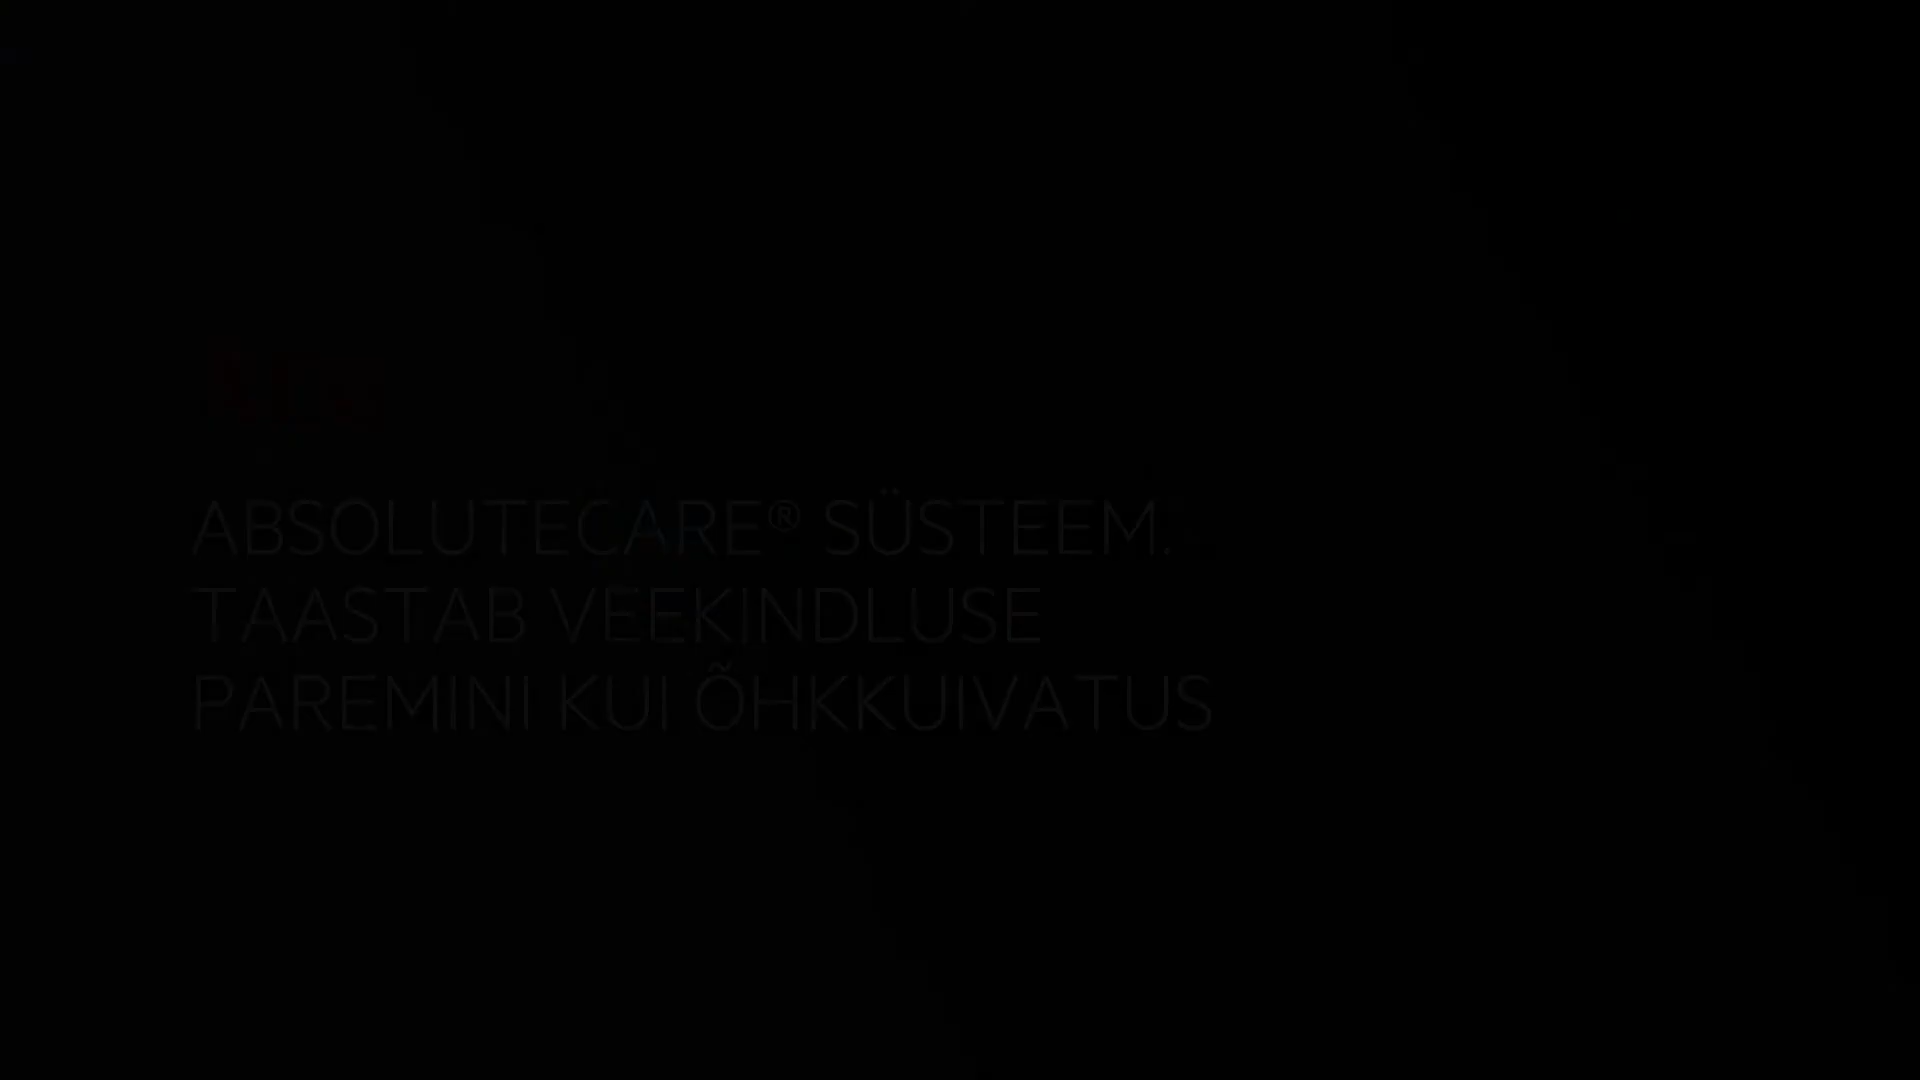 ABSOLUTECARE® SÜSTEEM.
TAASTAB VEEKINDLUSE
PAREMINI KUI ÕHKKUIVATUS